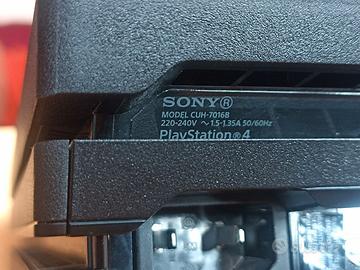 SONY®
MODEL CUH-7016B
220-240V ~ 1.5-1.35A 50/60Hz
PlayStation®4